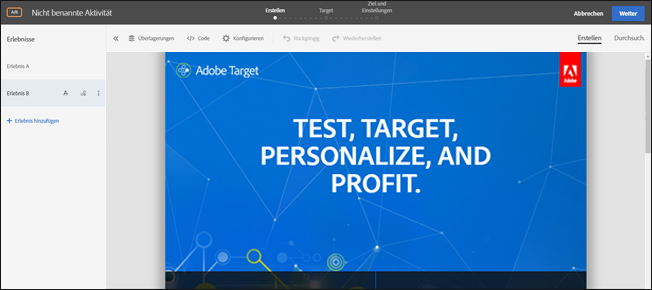 A/B Nicht benannte Aktivität
Erstellen
Target
Ziel und
Einstellungen
Abbrechen
Weiter
Erlebnisse
Überlagerungen
Code
Konfigurieren
Rückgängig
Wiederherstellen
Erstellen
Durchsuch.
Erlebnis A
Erlebnis B
Erlebnis hinzufügen
Adobe Target
Adobe
TEST, TARGET,
PERSONALIZE, AND
PROFIT.